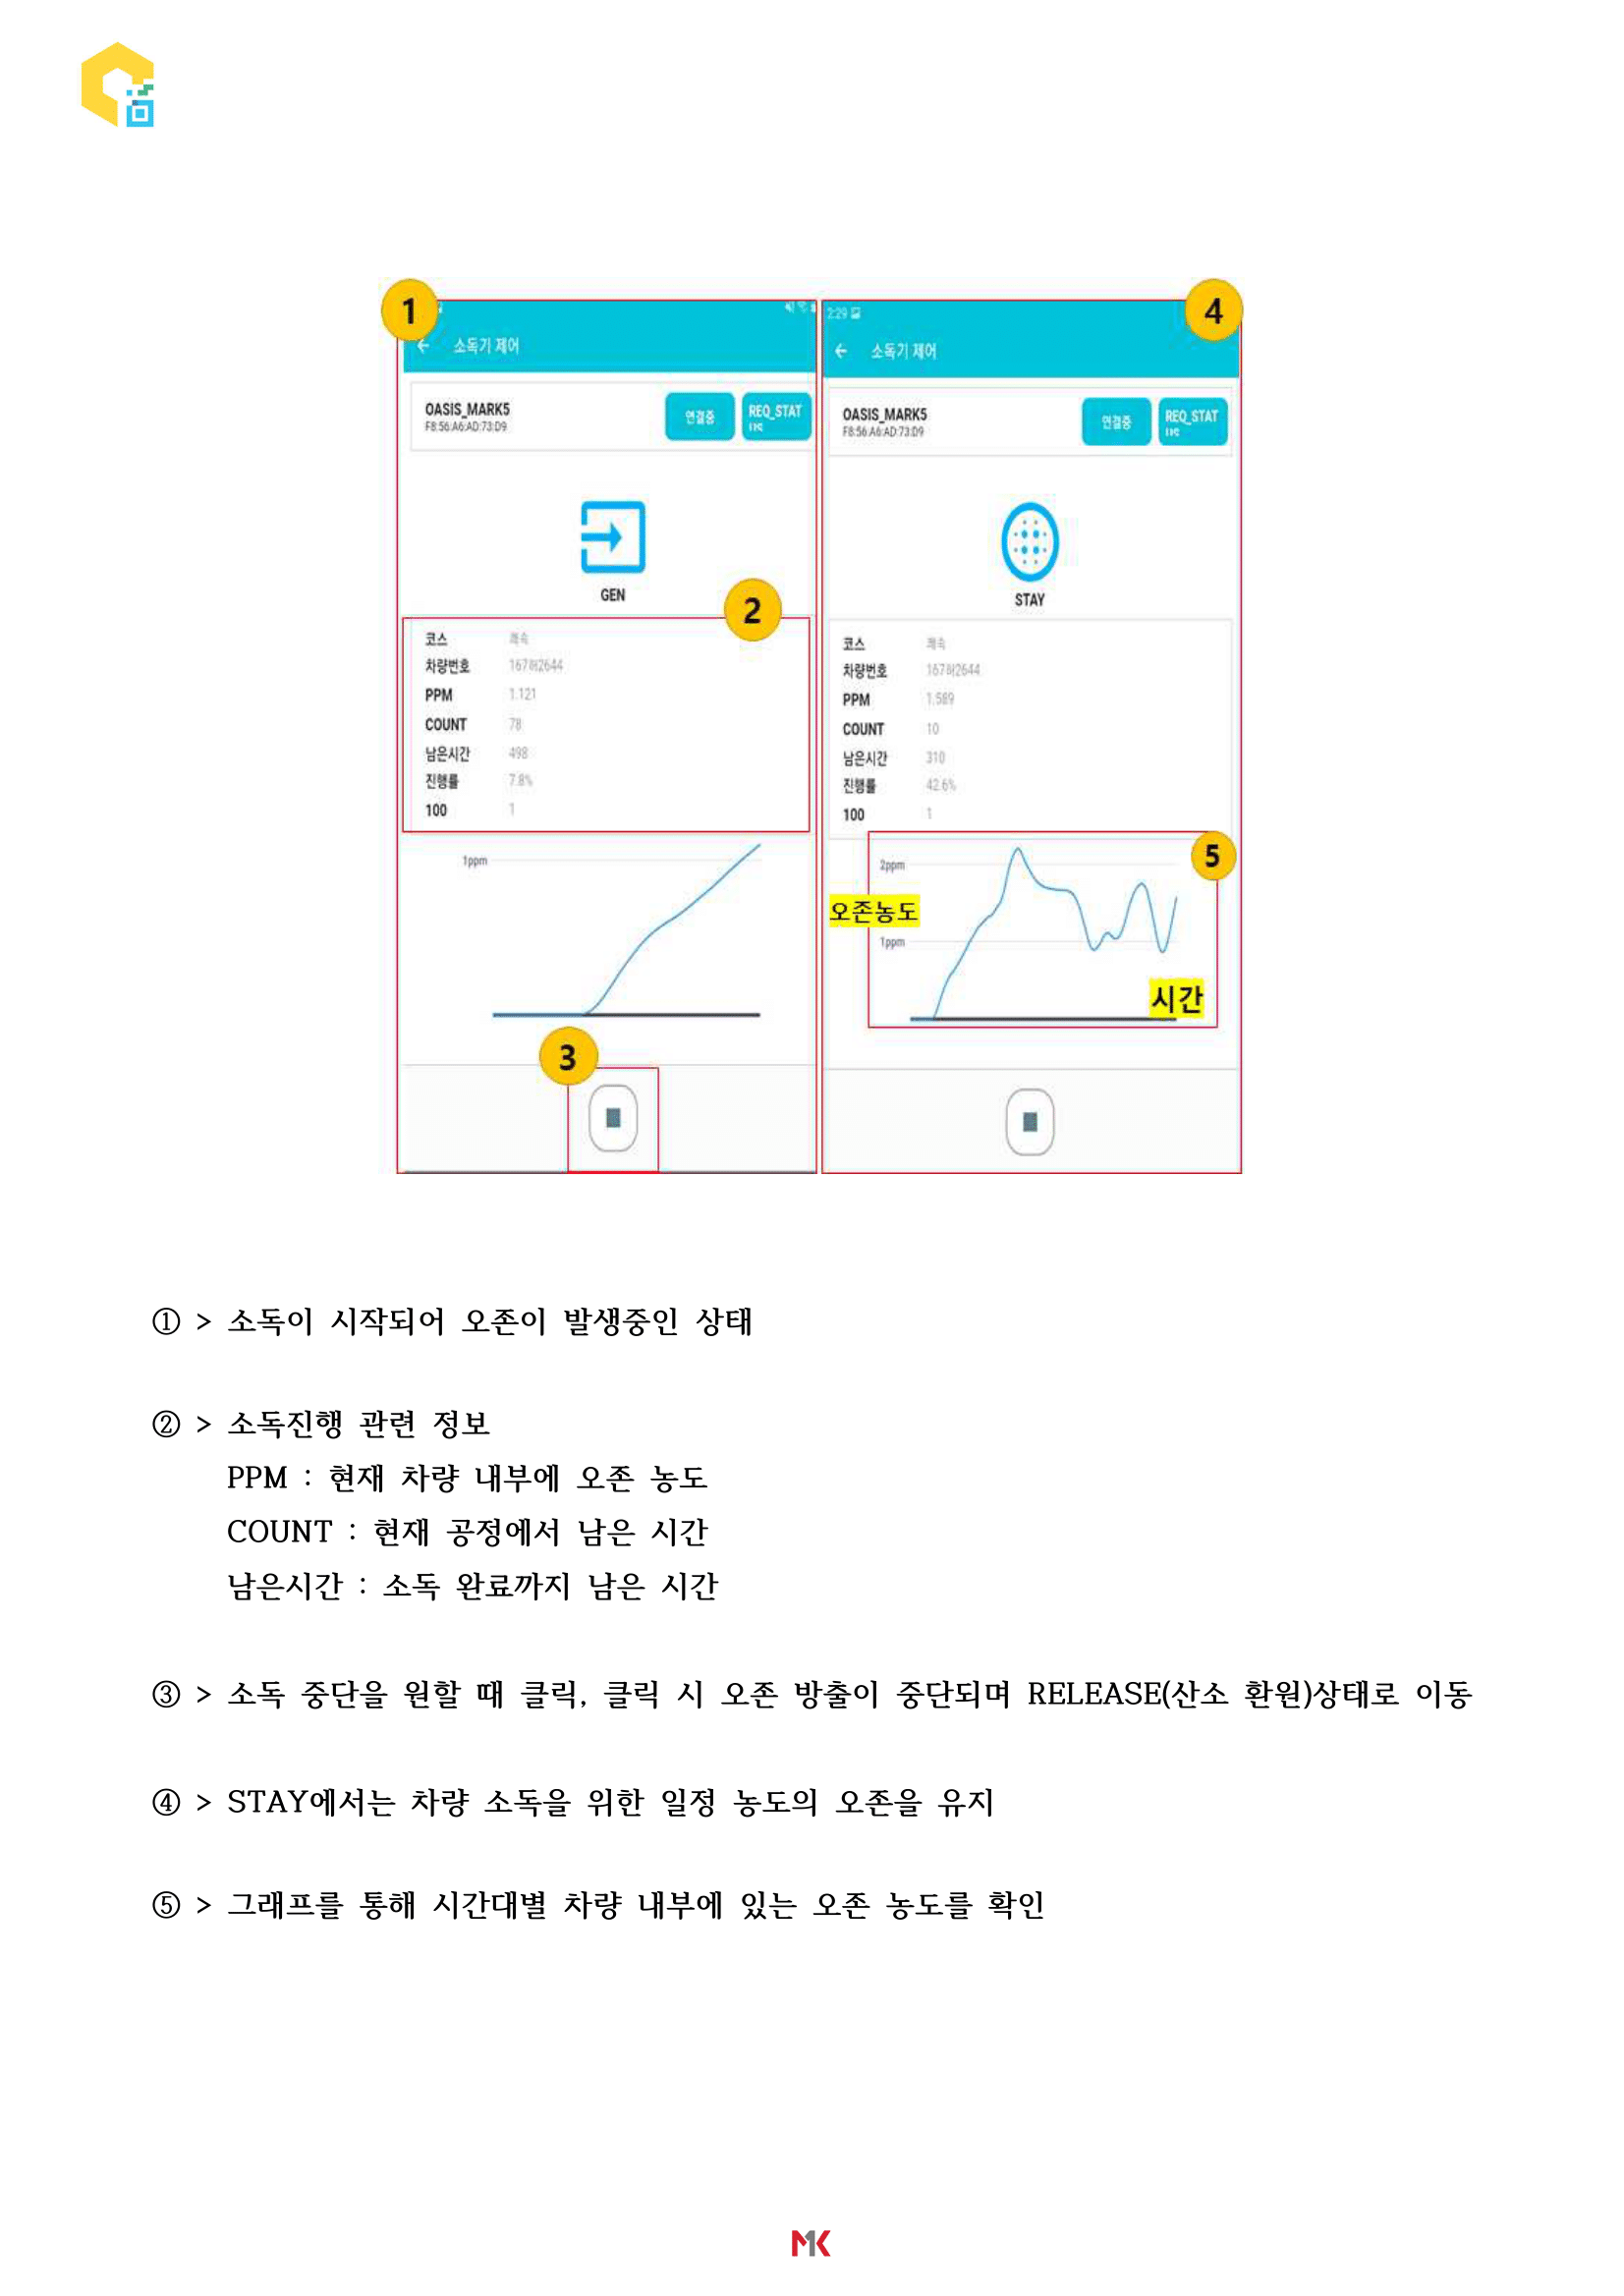 1
4
2:29
소독기 제어
소독기 제어
OASIS_MARK5
F8:56:A6:AD:73:D9
연결중
REQ_STAT
OASIS_MARK5
F8:56:A6:AD:73:D9
연결중
REQ_STAT
GEN
STAY
2
코스 쾌속
차량번호 167허2644
PPM 1.121
COUNT 78
남은시간 498
진행률 7.8%
100 1
코스 쾌속
차량번호 167허2644
PPM 1.589
COUNT 10
남은시간 310
진행률 42.6%
100 1
1ppm
5
2ppm
오존농도
1ppm
시간
3
① > 소독이 시작되어 오존이 발생중인 상태
② > 소독진행 관련 정보
PPM : 현재 차량 내부에 오존 농도
COUNT : 현재 공정에서 남은 시간
남은시간 : 소독 완료까지 남은 시간
③ > 소독 중단을 원할 때 클릭, 클릭 시 오존 방출이 중단되며 RELEASE(산소 환원)상태로 이동
④ > STAY에서는 차량 소독을 위한 일정 농도의 오존을 유지
⑤ > 그래프를 통해 시간대별 차량 내부에 있는 오존 농도를 확인
MK